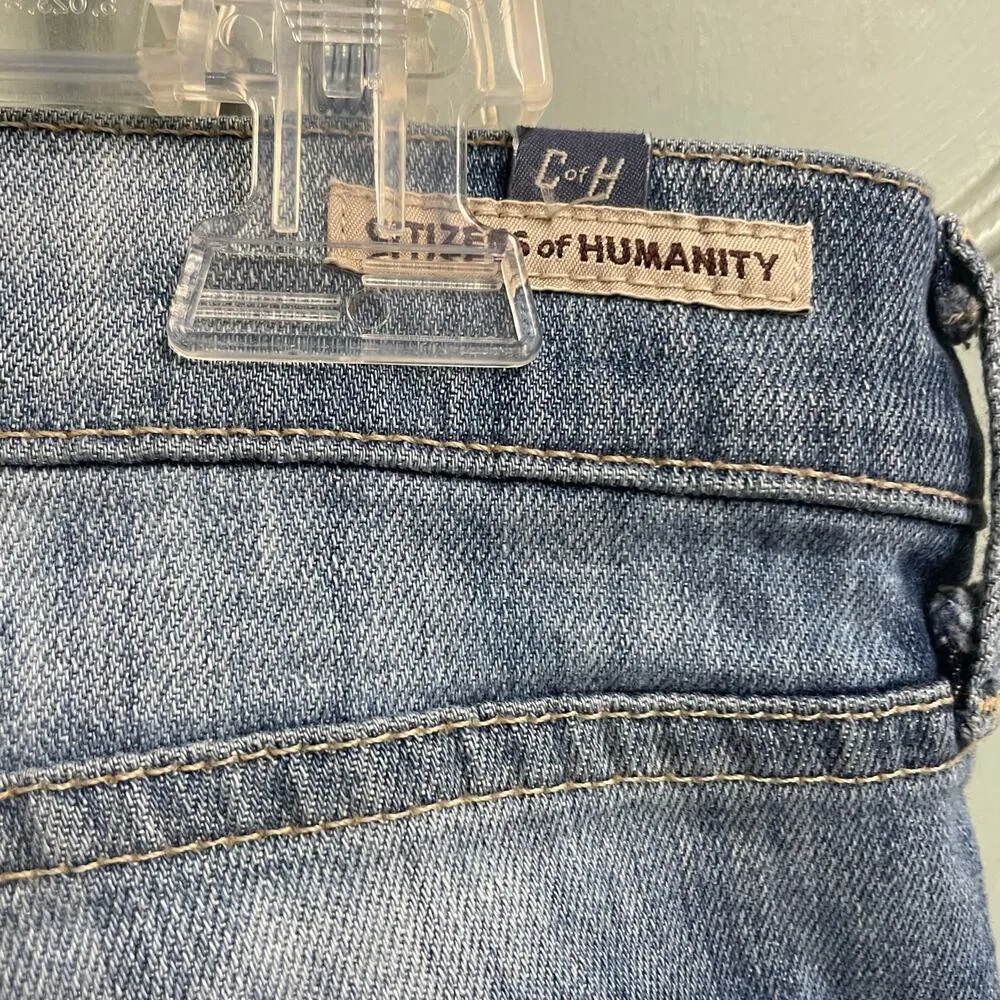 C of H
CITIZENS of HUMANITY